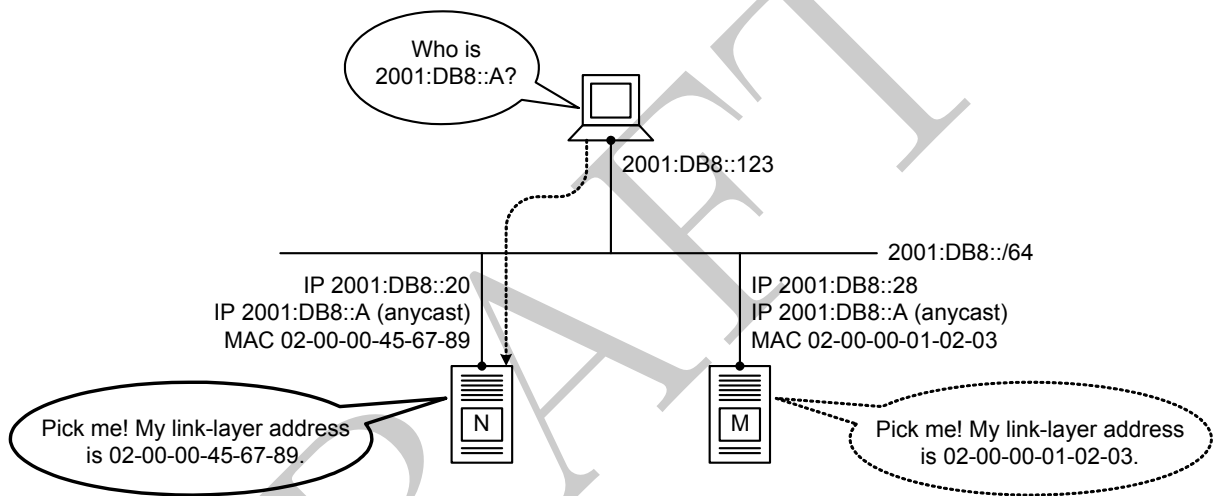 Who is
2001:DB8::A?
2001:DB8::123
2001:DB8::/64
IP 2001:DB8::20
IP 2001:DB8::A (anycast)
MAC 02-00-00-45-67-89
IP 2001:DB8::28
IP 2001:DB8::A (anycast)
MAC 02-00-00-01-02-03
Pick me! My link-layer address
is 02-00-00-45-67-89.
N
M
Pick me! My link-layer address
is 02-00-00-01-02-03.
DRAFT